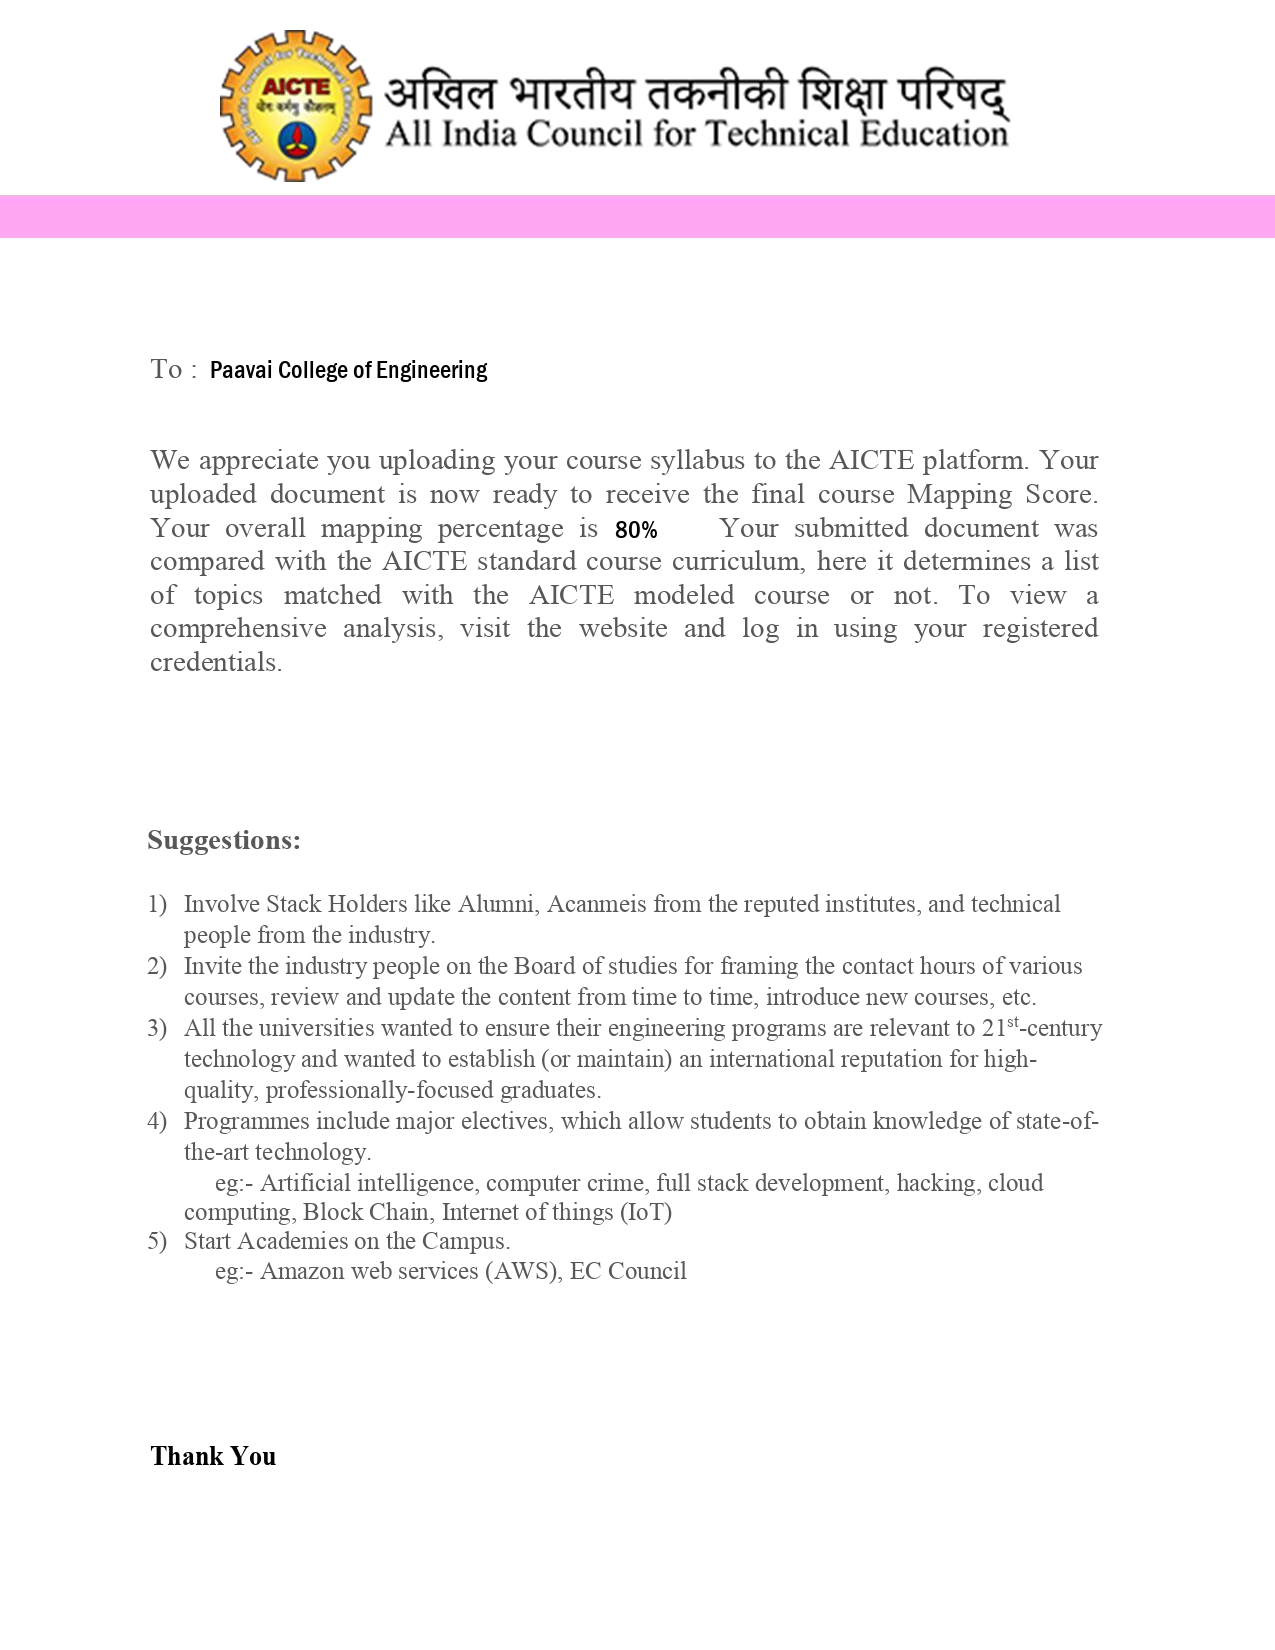 AICTE
योगः कर्मसु कौशलम्
All India Council for Technical Education
अखिल भारतीय तकनीकी शिक्षा परिषद्
All India Council for Technical Education
To : Paavai College of Engineering
We appreciate you uploading your course syllabus to the AICTE platform. Your
uploaded document is now ready to receive the final course Mapping Score.
Your overall mapping percentage is 80% Your submitted document was
compared with the AICTE standard course curriculum, here it determines a list
of topics matched with the AICTE modeled course or not. To view a
comprehensive analysis, visit the website and log in using your registered
credentials.
Suggestions:
1) Involve Stack Holders like Alumni, Acanmeis from the reputed institutes, and technical
people from the industry.
2) Invite the industry people on the Board of studies for framing the contact hours of various
courses, review and update the content from time to time, introduce new courses, etc.
3) All the universities wanted to ensure their engineering programs are relevant to 21st-century
technology and wanted to establish (or maintain) an international reputation for high-
quality, professionally-focused graduates.
4) Programmes include major electives, which allow students to obtain knowledge of state-of-
the-art technology.
eg:- Artificial intelligence, computer crime, full stack development, hacking, cloud
computing, Block Chain, Internet of things (IoT)
5) Start Academies on the Campus.
eg:- Amazon web services (AWS), EC Council
Thank You